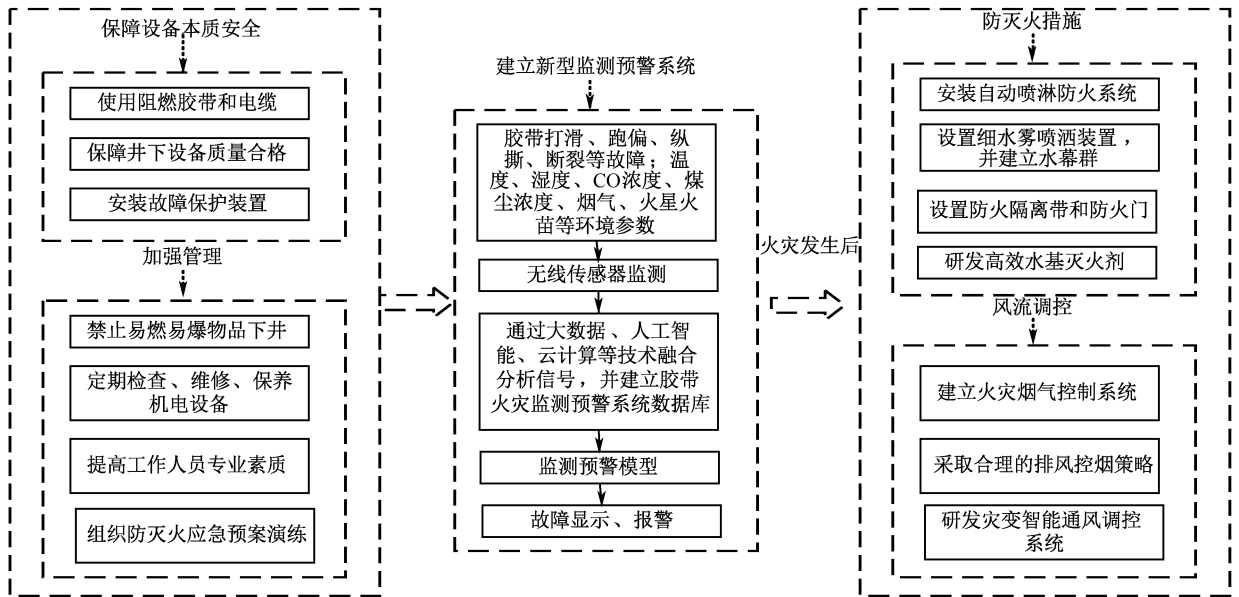 保障设备本质安全
使用阻燃胶带和电缆
保障井下设备质量合格
安装故障保护装置
加强管理
禁止易燃易爆物品下井
定期检查、维修、保养
机电设备
提高工作人员专业素质
组织防灭火应急预案演练
建立新型监测预警系统
胶带打滑、跑偏、纵
撕、断裂等故障；温
度、湿度、CO浓度、煤
尘浓度、烟气、火星火
苗等环境参数
无线传感器监测
通过大数据、人工智
能、云计算等技术融合
分析信号，并建立胶带
火灾监测预警系统数据库
监测预警模型
故障显示、报警
火灾发生后
防灭火措施
安装自动喷淋防火系统
设置细水雾喷洒装置，
并建立水幕群
设置防火隔离带和防火门
研发高效水基灭火剂
风流调控
建立火灾烟气控制系统
采取合理的排风控烟策略
研发灾变智能通风调控
系统